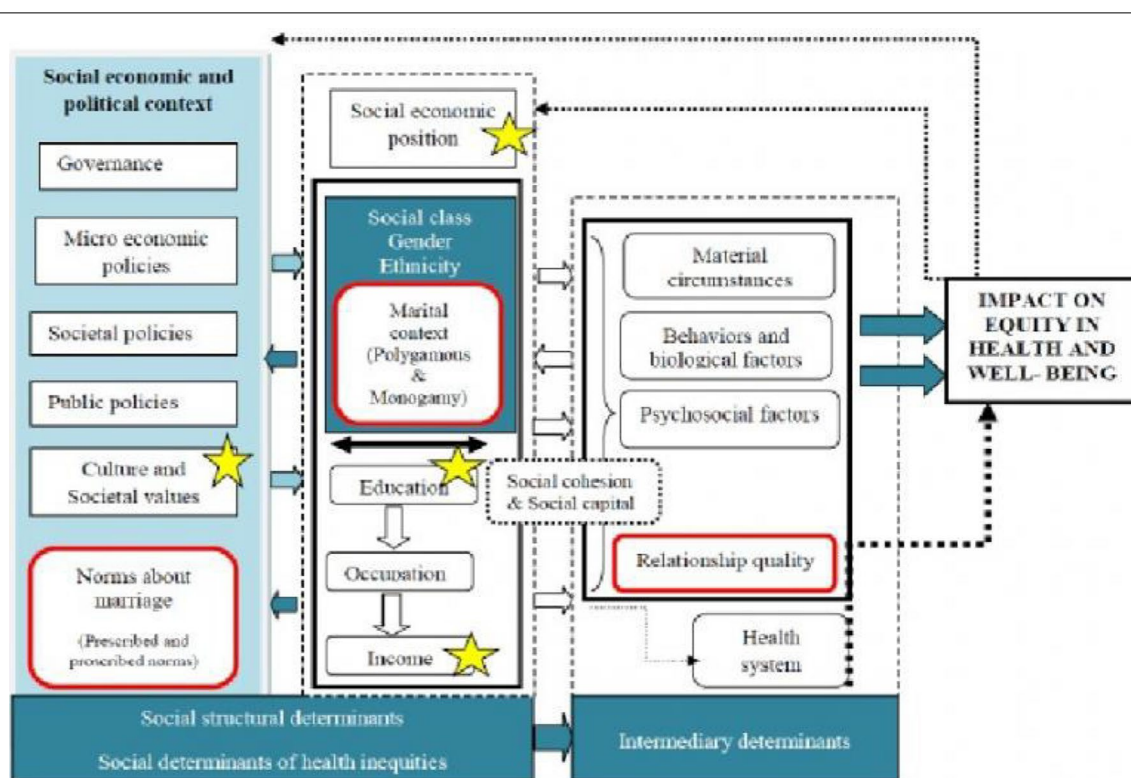 Social economic and
political context
Governance
Micro economic
policies
Societal policies
Public policies
Culture and
Societal values
Norms about
marriage
(Prescribed and
proscribed norms)
Social economic
position
Social class
Gender
Ethnicity
Marital
context
(Polygamous
&
Monogamy)
Education
Occupation
Income
Social cohesion
& Social capital
Material
circumstances
Behaviors and
biological factors
Psychosocial factors
Relationship quality
Health
system
IMPACT ON
EQUITY IN
HEALTH AND
WELL- BEING
Social structural determinants
Social determinants of health inequities
Intermediary determinants